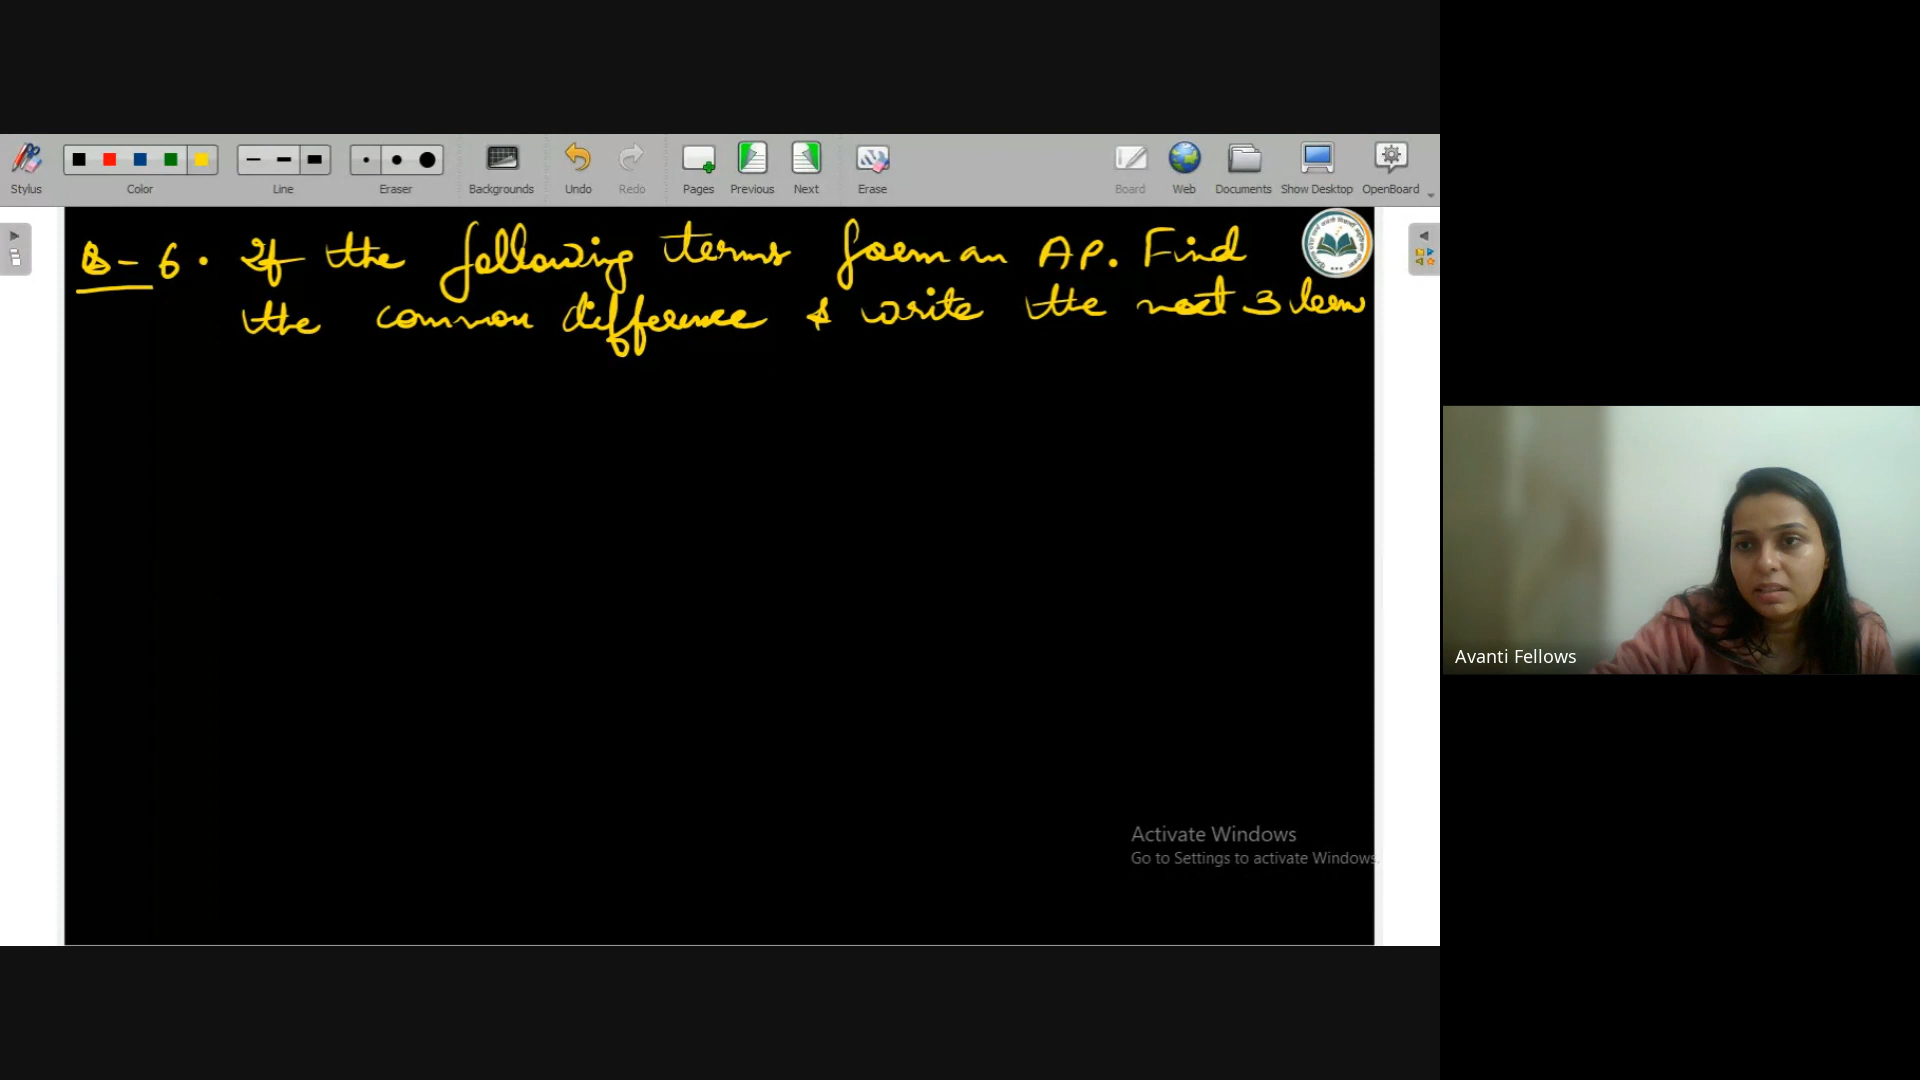 Stylus Color Line Eraser Backgrounds Undo Redo Pages Previous Next Erase Board Web Documents Show Desktop OpenBoard
Q-6. If the following terms form an AP. Find
the common difference & write the next 3 terms
Avanti Fellows
Activate Windows
Go to Settings to activate Windows.